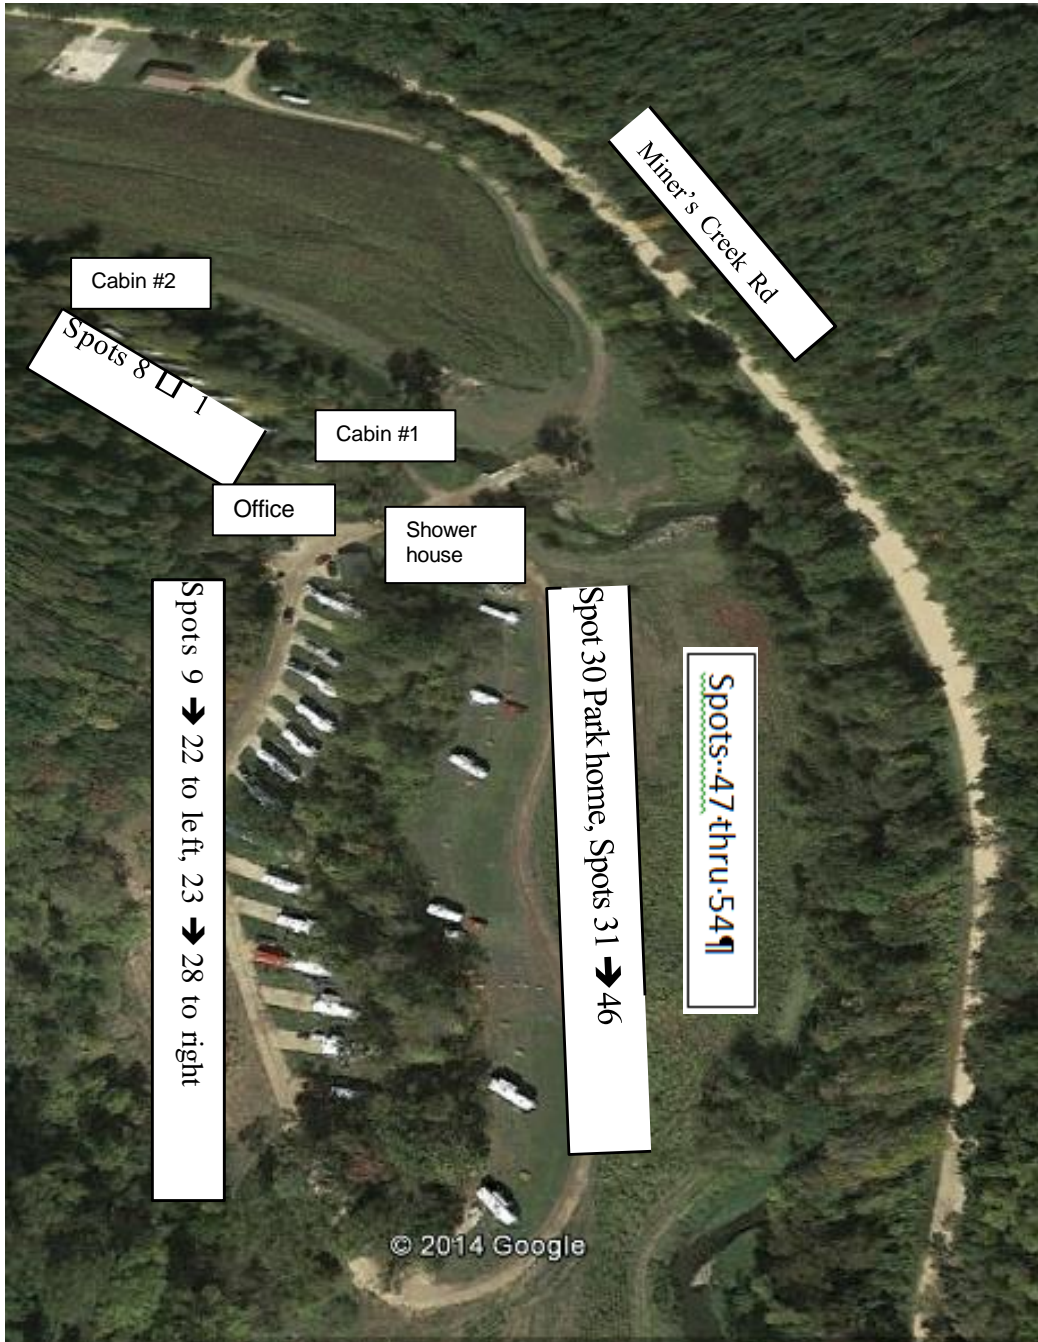 Miner's Creek Rd
Cabin #2
Spots 8 □ 1
Cabin #1
Office
Shower
house
Spots 9 → 22 to left, 23 → 28 to right
Spot 30 Park home, Spots 31 → 46
Spots··47·thru·54¶
© 2014 Google